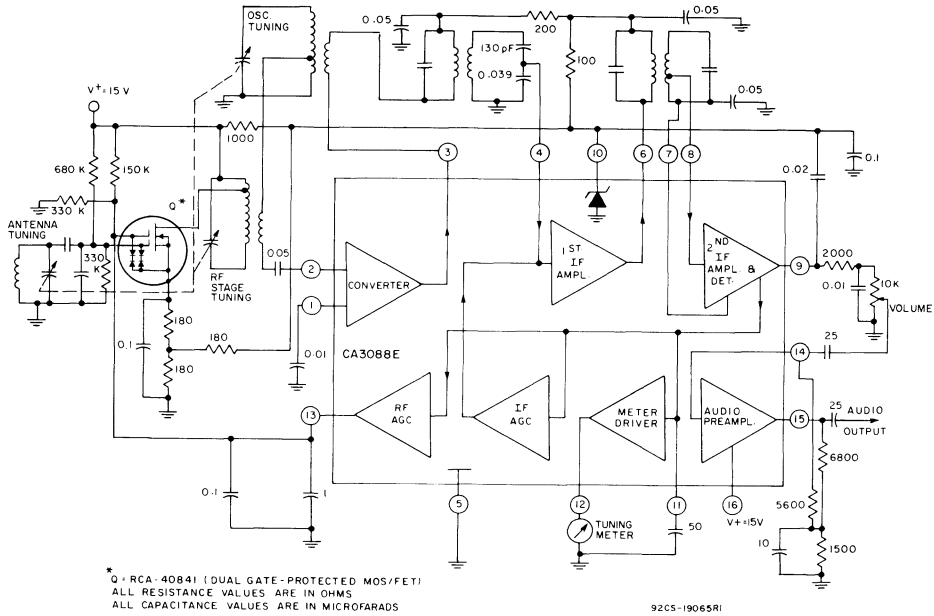 OSC.
TUNING
0.05
200
0.05
130 pF
0.039
100
0.05
V+ = 15 V
1000
3
4
10
6
7
8
0.02
0.1
680 K
150 K
330 K
Q*
ANTENNA
TUNING
330
K
RF
STAGE
TUNING
.05
2
1
CONVERTER
1ST
IF
AMPL.
2ND
IF
AMPL. &
DET.
9
2000
0.01
10K
VOLUME
0.1
180
180
180
0.01
CA3088E
14
25
13
RF
AGC
IF
AGC
METER
DRIVER
AUDIO
PREAMPL.
15
25
AUDIO
OUTPUT
6800
0.1
1
5
12
11
16
V+=15V
5600
TUNING
METER
50
10
1500
* Q = RCA-40841 (DUAL GATE-PROTECTED MOS/FET)
ALL RESISTANCE VALUES ARE IN OHMS
ALL CAPACITANCE VALUES ARE IN MICROFARADS
92CS-19065R1